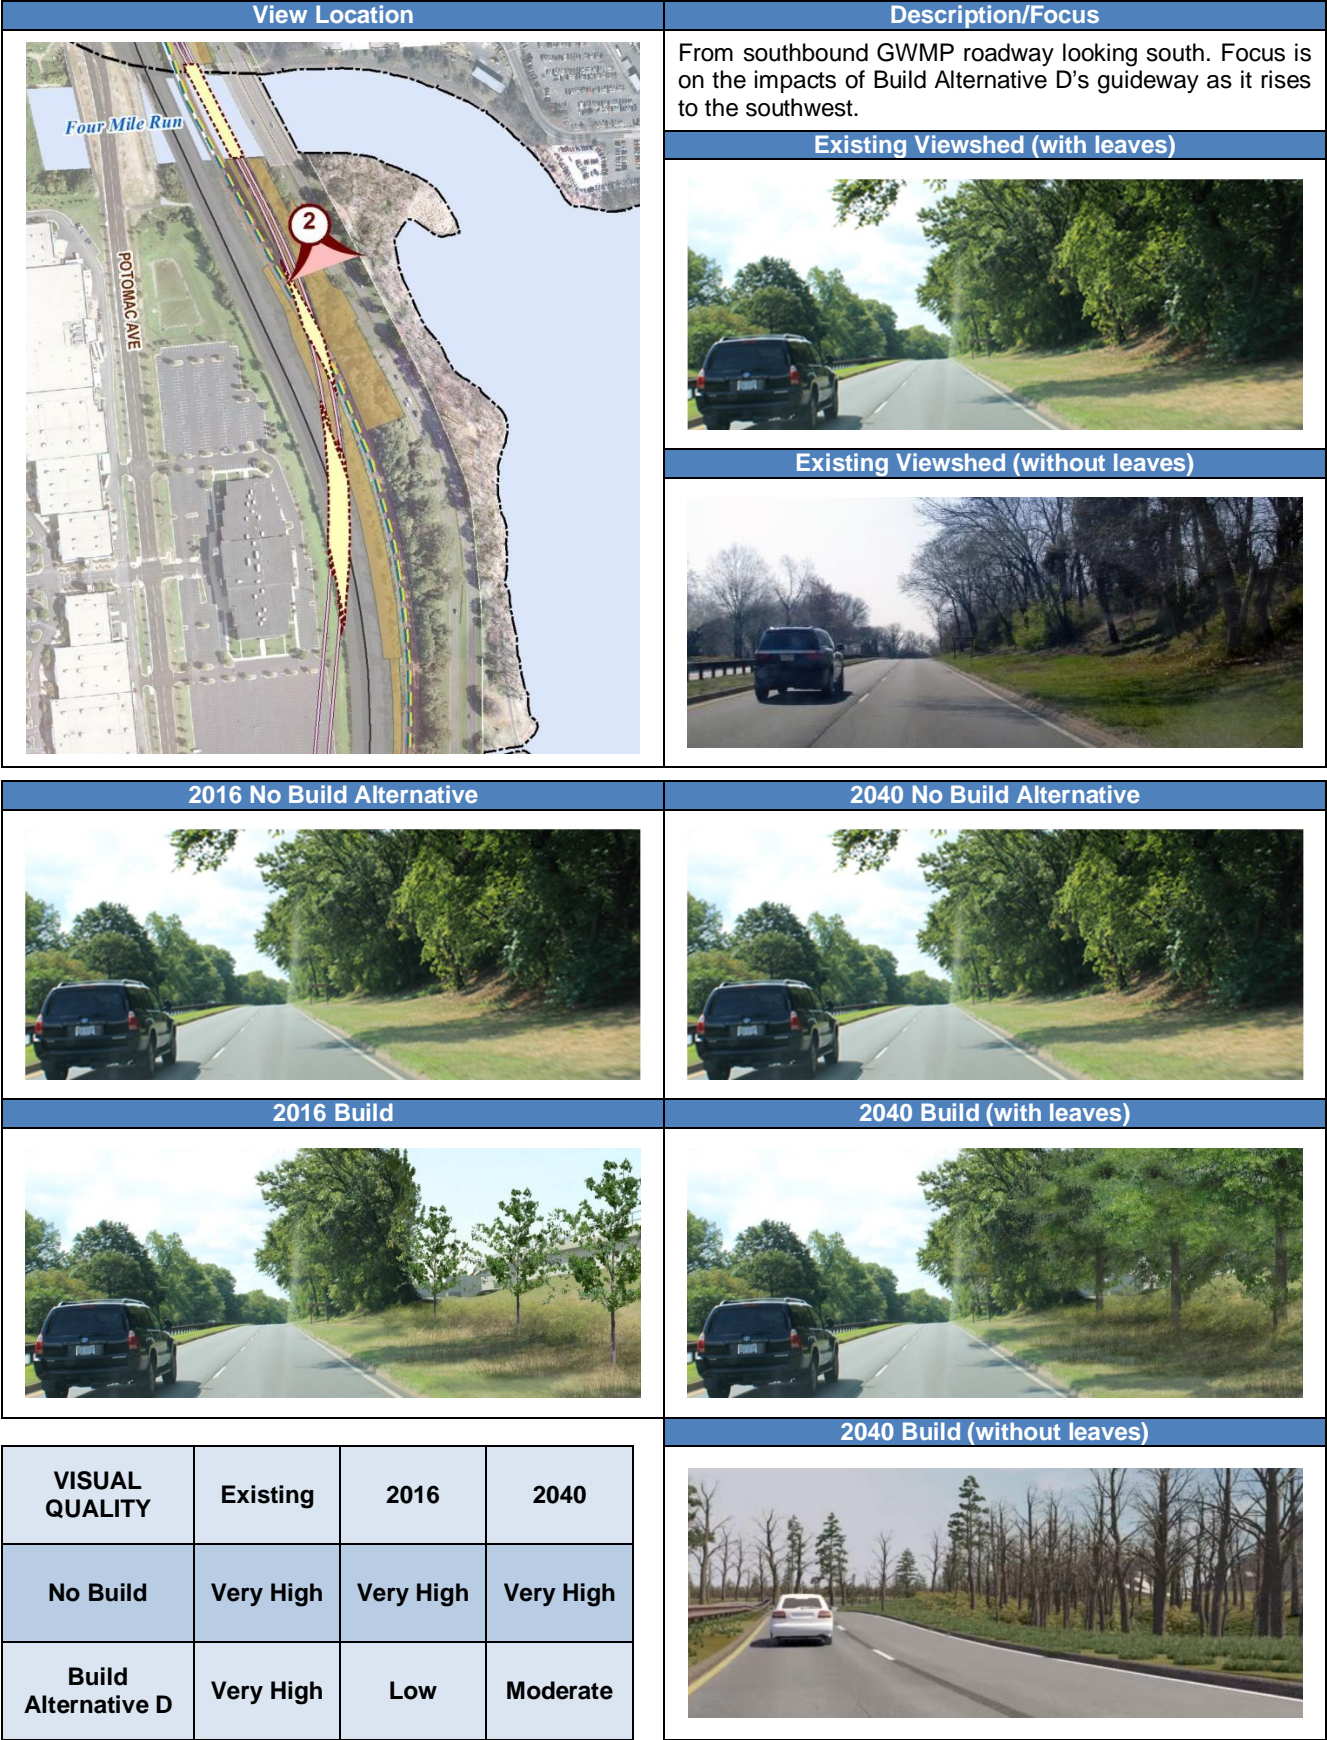 View Location
Description/Focus
Four Mile Run
2
POTOMAC AVE
From southbound GWMP roadway looking south. Focus is
on the impacts of Build Alternative D's guideway as it rises
to the southwest.
Existing Viewshed (with leaves)
Existing Viewshed (without leaves)
2016 No Build Alternative
2040 No Build Alternative
2016 Build
2040 Build (with leaves)
2040 Build (without leaves)
VISUAL
QUALITY
Existing
2016
2040
No Build
Very High
Very High
Very High
Build
Alternative D
Very High
Low
Moderate